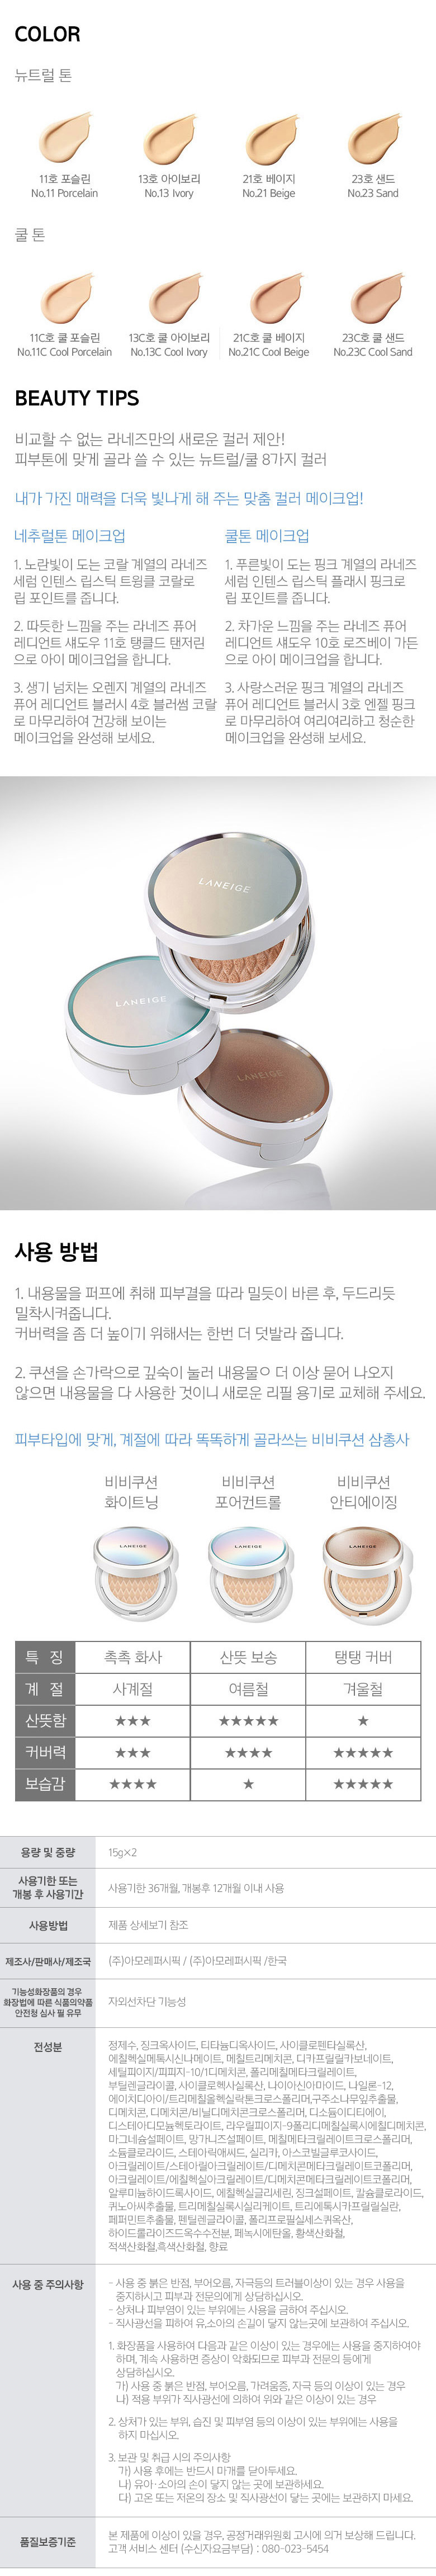 COLOR
뉴트럴 톤
11호 포슬린 13호 아이보리 21호 베이지 23호 샌드
No.11 Porcelain No.13 Ivory No.21 Beige No.23 Sand
쿨 톤
11C호 쿨 포슬린 13C호 쿨 아이보리 21C호 쿨 베이지 23C호 쿨 샌드
No.11C Cool Porcelain No.13C Cool Ivory No.21C Cool Beige No.23C Cool Sand
BEAUTY TIPS
비교할 수 없는 라네즈만의 새로운 컬러 제안!
피부톤에 맞게 골라 쓸 수 있는 뉴트럴/쿨 8가지 컬러
내가 가진 매력을 더욱 빛나게 해 주는 맞춤 컬러 메이크업!
네추럴톤 메이크업
1. 노란빛이 도는 코랄 계열의 라네즈
세럼 인텐스 립스틱 트윙클 코랄로
립 포인트를 줍니다.
2. 따듯한 느낌을 주는 라네즈 퓨어
레디언트 섀도우 11호 탱클드 탠저린
으로 아이 메이크업을 합니다.
3. 생기 넘치는 오렌지 계열의 라네즈
퓨어 레디언트 블러시 4호 블러썸 코랄
로 마무리하여 건강해 보이는
메이크업을 완성해 보세요.
쿨톤 메이크업
1. 푸른빛이 도는 핑크 계열의 라네즈
세럼 인텐스 립스틱 플래시 핑크로
립 포인트를 줍니다.
2. 차가운 느낌을 주는 라네즈 퓨어
레디언트 섀도우 10호 로즈베이 가든
으로 아이 메이크업을 합니다.
3. 사랑스러운 핑크 계열의 라네즈
퓨어 레디언트 블러시 3호 엔젤 핑크
로 마무리하여 여리여리하고 청순한
메이크업을 완성해 보세요.
LANEIGE
LANEIGE
LANEIGE
사용 방법
1. 내용물을 퍼프에 취해 피부결을 따라 밀듯이 바른 후, 두드리듯
밀착시켜줍니다.
커버력을 좀 더 높이기 위해서는 한번 더 덧발라 줍니다.
2. 쿠션을 손가락으로 깊숙이 눌러 내용물ㅇ 더 이상 묻어 나오지
않으면 내용물을 다 사용한 것이니 새로운 리필 용기로 교체해 주세요.
피부타입에 맞게, 계절에 따라 똑똑하게 골라쓰는 비비쿠션 삼총사
비비쿠션 비비쿠션 비비쿠션
화이트닝 포어컨트롤 안티에이징
LANEIGE LANEIGE LANEIGE
특 징 촉촉 화사 산뜻 보송 탱탱 커버
계 절 사계절 여름철 겨울철
산뜻함 ★★★ ★★★★★ ★
커버력 ★★★ ★★★★ ★★★★★
보습감 ★★★★ ★ ★★★★★
용량 및 중량 15g×2
사용기한 또는
개봉 후 사용기간
사용기한 36개월, 개봉후 12개월 이내 사용
사용방법 제품 상세보기 참조
제조사/판매사/제조국 (주)아모레퍼시픽 / (주)아모레퍼시픽 /한국
기능성화장품의 경우
화장법에 따른 식품의약품
안전청 심사 필 유무
자외선차단 기능성
전성분
정제수, 징크옥사이드, 티타늄디옥사이드, 사이클로펜타실록산,
에칠헥실메톡시신나메이트, 메칠트리메치콘, 디카프릴릴카보네이트,
세틸피이지/피피지-10/1디메치콘, 폴리메칠메타크릴레이트,
부틸렌글라이콜, 사이클로헥사실록산, 나이아신아마이드, 나일론-12,
에이치디아이/트리메칠올헥실락톤크로스폴리머,구주소나무잎추출물,
디메치콘, 디메치콘/비닐디메치콘크로스폴리머, 디소듐이디티에이,
디스테아디모늄헥토라이트, 라우릴피이지-9폴리디메칠실록시에칠디메치콘,
마그네슘설페이트, 망가니즈설페이트, 메칠메타크릴레이트크로스폴리머,
소듐클로라이드, 스테아릭애씨드, 실리카, 아스코빌글루코사이드,
아크릴레이트/스테아릴아크릴레이트/디메치콘메타크릴레이트코폴리머,
아크릴레이트/에칠헥실아크릴레이트/디메치콘메타크릴레이트코폴리머,
알루미늄하이드록사이드, 에칠헥실글리세린, 징크설페이트, 칼슘클로라이드,
퀴노아씨추출물, 트리메칠록시실리케이트, 트리에톡시카프릴릴실란,
페퍼민트추출물, 펜틸렌글라이콜, 폴리프로필실세스퀴옥산,
하이드롤라이즈드옥수수전분, 페녹시에탄올, 황색산화철,
적색산화철,흑색산화철, 향료
사용 중 주의사항
- 사용 중 붉은 반점, 부어오름, 자극등의 트러블이상이 있는 경우 사용을
중지하시고 피부과 전문의에게 상담하십시오.
- 상처나 피부염이 있는 부위에는 사용을 금하여 주십시오.
- 직사광선을 피하여 유,소아의 손길이 닿지 않는곳에 보관하여 주십시오.
1. 화장품을 사용하여 다음과 같은 이상이 있는 경우에는 사용을 중지하여야
하며, 계속 사용하면 증상이 악화되므로 피부과 전문의 등에게
상담하십시오.
가) 사용 중 붉은 반점, 부어오름, 가려움증, 자극 등의 이상이 있는 경우
나) 적용 부위가 직사광선에 의하여 위와 같은 이상이 있는 경우
2. 상처가 있는 부위, 습진 및 피부염 등의 이상이 있는 부위에는 사용을
하지 마십시오.
3. 보관 및 취급 시의 주의사항
가) 사용 후에는 반드시 마개를 닫아두세요.
나) 유아·소아의 손이 닿지 않는 곳에 보관하세요.
다) 고온 또는 저온의 장소 및 직사광선이 닿는 곳에는 보관하지 마세요.
품질보증기준
본 제품에 이상이 있을 경우, 공정거래위원회 고시에 의거 보상해 드립니다.
고객 서비스 센터 (수신자요금부담) : 080-023-5454